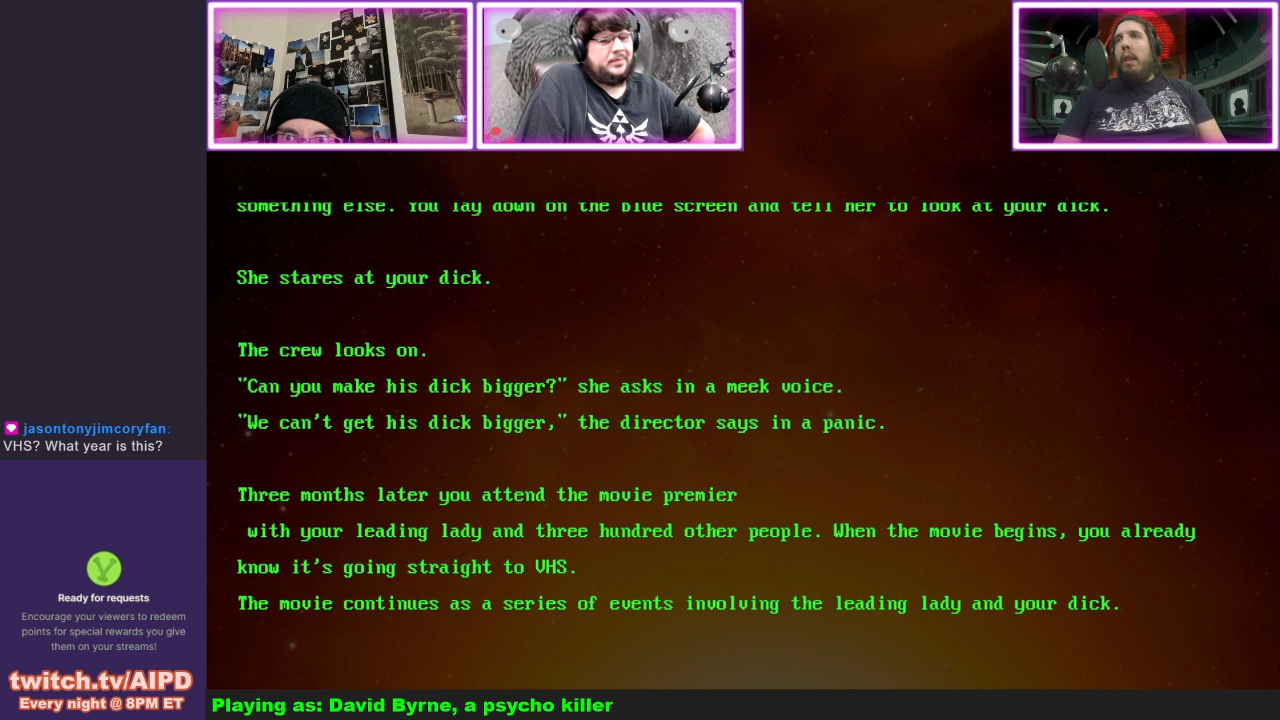 something else. You lay down on the blue screen and tell her to look at your dick.
She stares at your dick.
The crew looks on.
"Can you make his dick bigger?" she asks in a meek voice.
"We can't get his dick bigger," the director says in a panic.
Three months later you attend the movie premier
with your leading lady and three hundred other people. When the movie begins, you already
know it's going straight to VHS.
The movie continues as a series of events involving the leading lady and your dick.
jasontonyjimcoryfan:
VHS? What year is this?
Ready for requests
Encourage your viewers to redeem
points for special rewards you give
them on your streams!
twitch.tv/AIPD
Every night @ 8PM ET
Playing as: David Byrne, a psycho killer